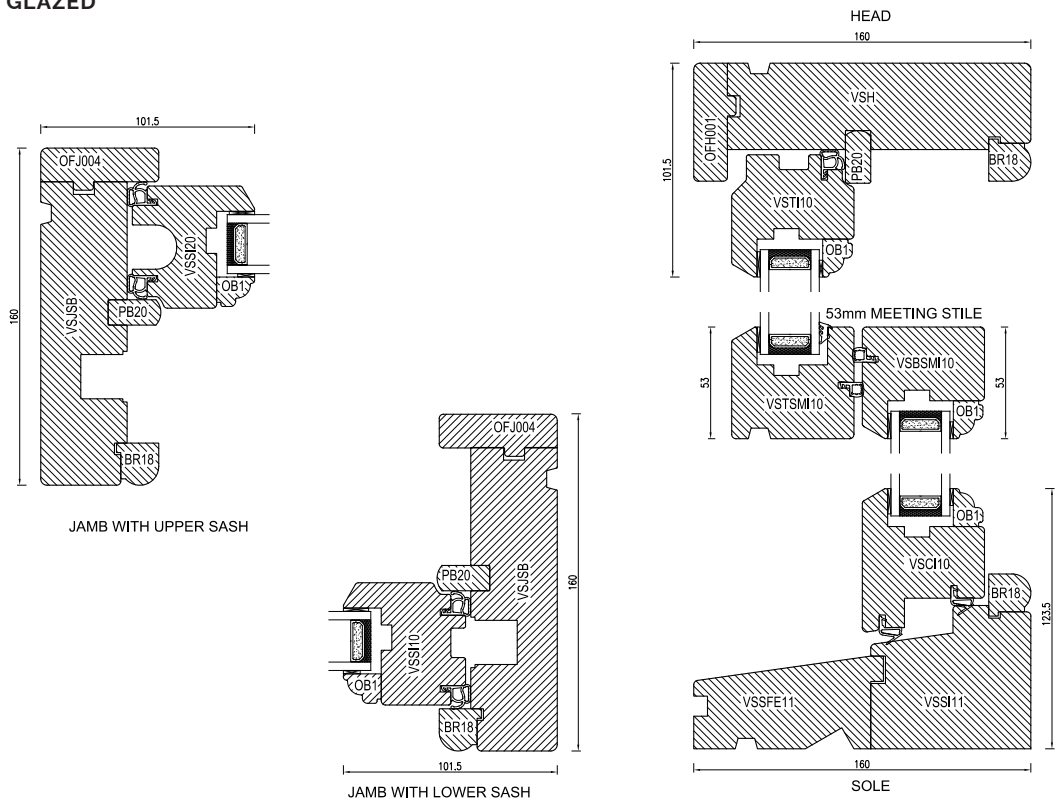 GLAZED
101.5
OFJ004
VSJSB
VSSI20
OB1
PB20
BR18
160
JAMB WITH UPPER SASH
OFJ004
VSJSB
PB20
VSSI10
OB1
BR18
160
101.5
JAMB WITH LOWER SASH
HEAD
160
101.5
OFH001
VSH
PB20
BR18
VSTI10
OB1
53mm MEETING STILE
53
VSTSMI10
VSBSMI10
53
OB1
OB1
VSCI10
BR18
123.5
VSSFE11
VSSI11
160
SOLE